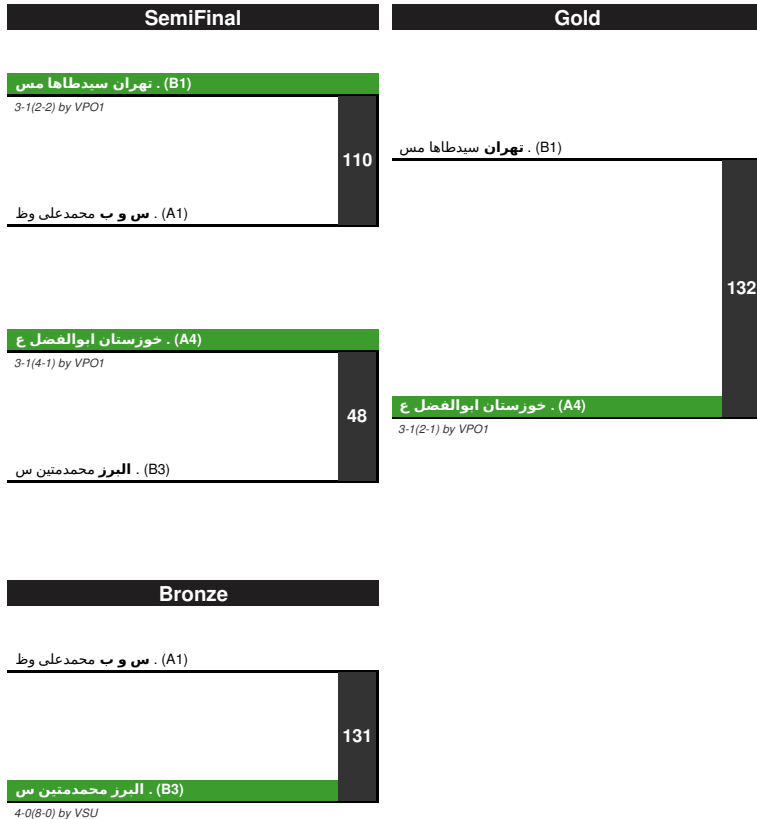 SemiFinal
(B1) . تهران سیدطاها مس
3-1(2-2) by VPO1
110
(A1) . س و ب محمدعلی وظ
(A4) . خوزستان ابوالفضل ع
3-1(4-1) by VPO1
48
(B3) . البرز محمدمتین س
Gold
(B1) . تهران سیدطاها مس
132
(A4) . خوزستان ابوالفضل ع
3-1(2-1) by VPO1
Bronze
(A1) . س و ب محمدعلی وظ
131
(B3) . البرز محمدمتین س
4-0(8-0) by VSU